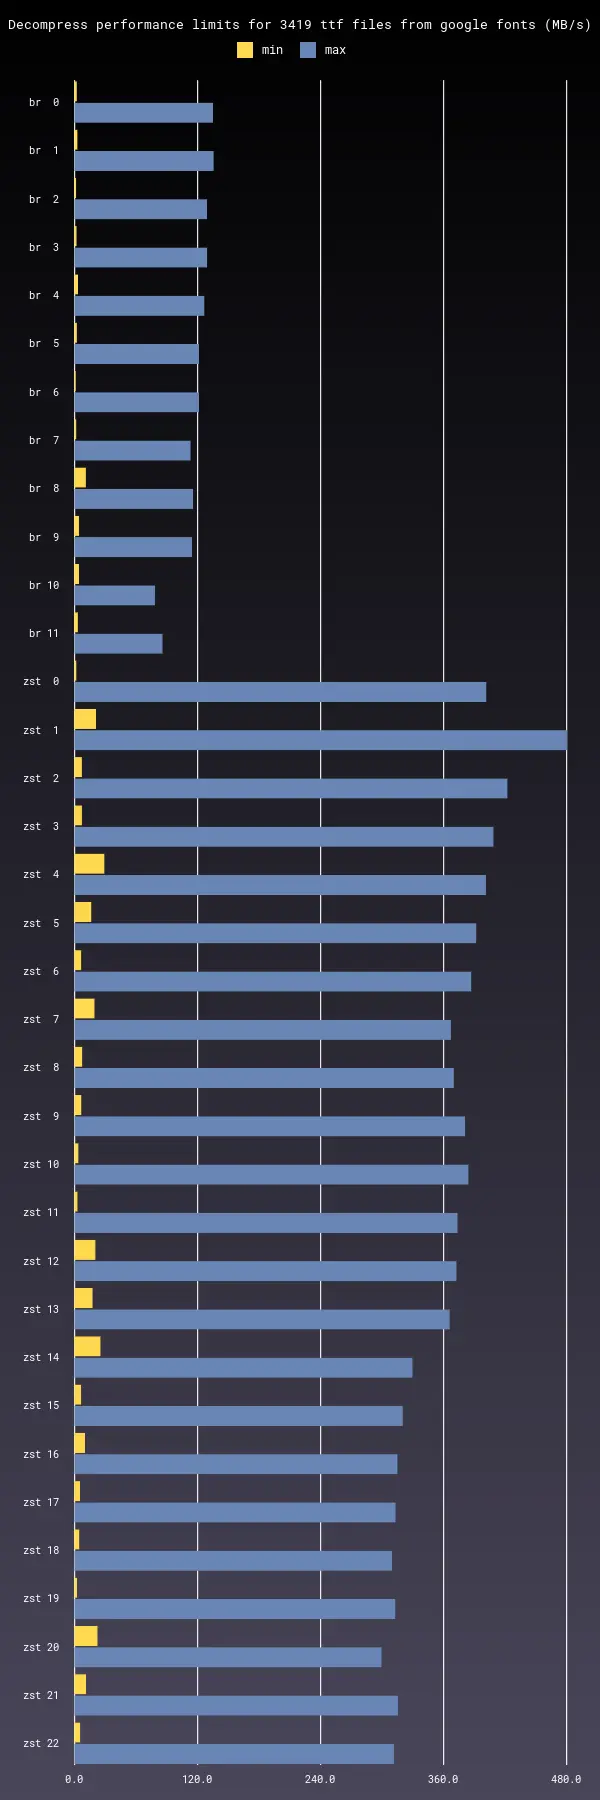 Decompress performance limits for 3419 ttf files from google fonts (MB/s)
min max
br 0
br 1
br 2
br 3
br 4
br 5
br 6
br 7
br 8
br 9
br 10
br 11
zst 0
zst 1
zst 2
zst 3
zst 4
zst 5
zst 6
zst 7
zst 8
zst 9
zst 10
zst 11
zst 12
zst 13
zst 14
zst 15
zst 16
zst 17
zst 18
zst 19
zst 20
zst 21
zst 22
0.0 120.0 240.0 360.0 480.0